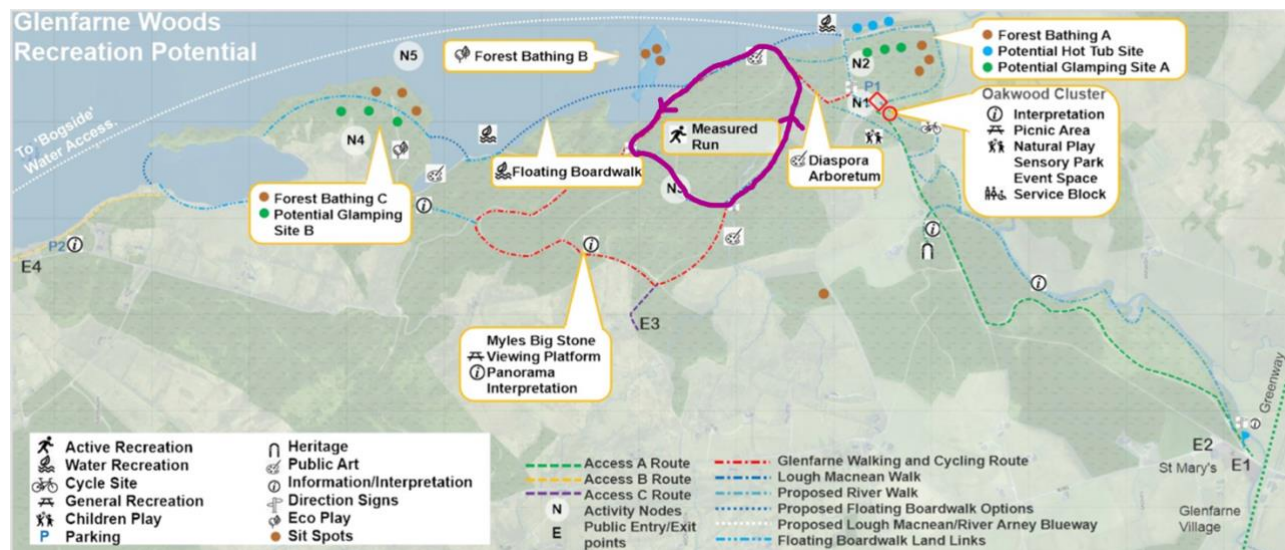 Glenfarne Woods
Recreation Potential
N5
Forest Bathing B
N2
P1
N1
Forest Bathing A
Potential Hot Tub Site
Potential Glamping Site A
Oakwood Cluster
Interpretation
Picnic Area
Natural Play
Sensory Park
Event Space
Service Block
To 'Bogside'
Water Access.
N4
Measured
Run
Floating Boardwalk
Diaspora
Arboretum
N3
Forest Bathing C
Potential Glamping
Site B
P2
E4
E3
Myles Big Stone
Viewing Platform
Panorama
Interpretation
Greenway
E2
St Mary's
E1
Glenfarne
Village
Active Recreation
Water Recreation
Cycle Site
General Recreation
Children Play
P Parking
Heritage
Public Art
Information/Interpretation
Direction Signs
Eco Play
Sit Spots
Access A Route
Access B Route
Access C Route
N Activity Nodes
E Public Entry/Exit
points
Glenfarne Walking and Cycling Route
Lough Macnean Walk
Proposed River Walk
Proposed Floating Boardwalk Options
Proposed Lough Macnean/River Arney Blueway
Floating Boardwalk Land Links